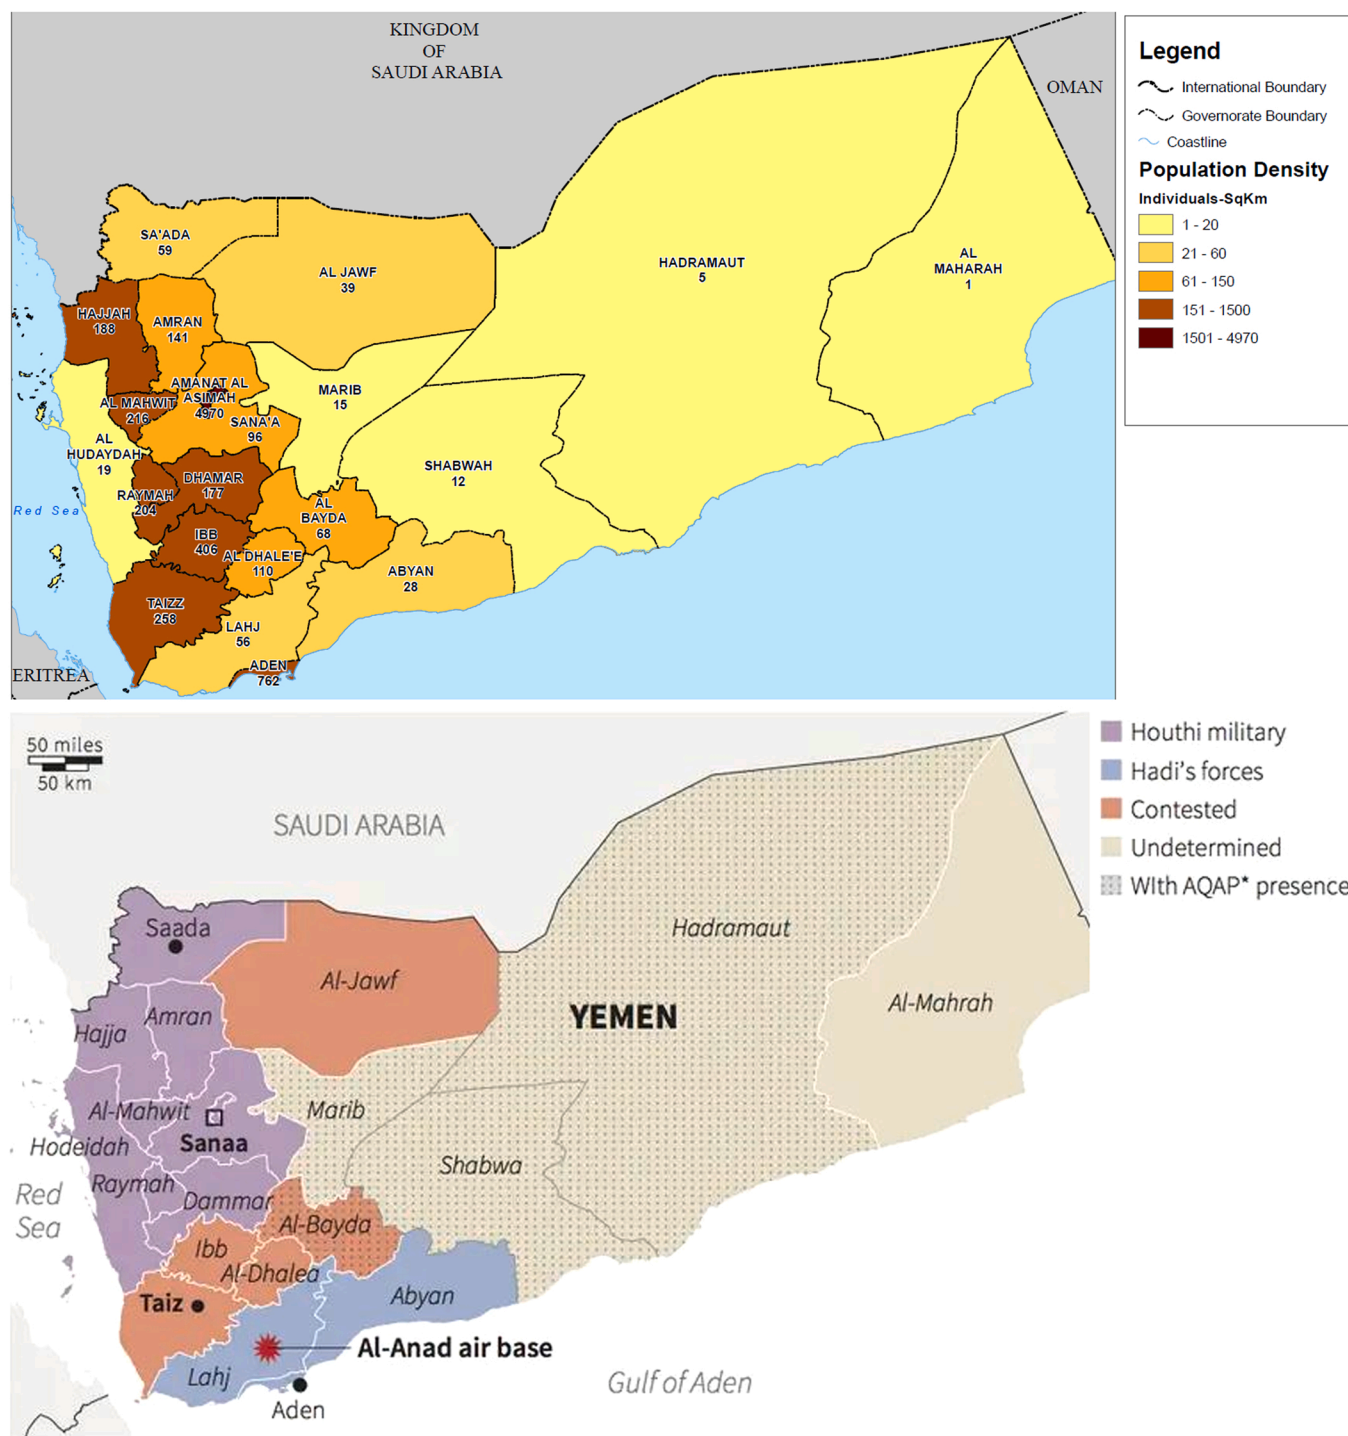 KINGDOM
OF
SAUDI ARABIA
OMAN
SA'ADA
59
AL JAWF
39
HADRAMAUT
5
AL
MAHARAH
1
HAJJAH
188
AMRAN
141
MARIB
15
AMANAT AL
ASIMAH
4970
AL MAHWIT
216
SANA'A
96
AL
HUDAYDAH
19
SHABWAH
12
DHAMAR
177
RAYMAH
204
AL
BAYDA
68
Red Sea
IBB
406
AL DHALE'E
110
ABYAN
28
TAIZZ
258
LAHJ
56
ADEN
762
ERITREA
Legend
International Boundary
Governorate Boundary
Coastline
Population Density
Individuals-SqKm
1 - 20
21 - 60
61 - 150
151 - 1500
1501 - 4970
50 miles
50 km
SAUDI ARABIA
Saada
Al-Jawf
Hadramaut
YEMEN
Al-Mahrah
Hajja
Amran
Al-Mahwit
Marib
Sanaa
Hodeidah
Shabwa
Raymah
Dammar
Red
Sea
Al-Bayda
Ibb
Al-Dhalea
Taiz
Abyan
Al-Anad air base
Lahj
Aden
Gulf of Aden
Houthi military
Hadi's forces
Contested
Undetermined
WIth AQAP* presence